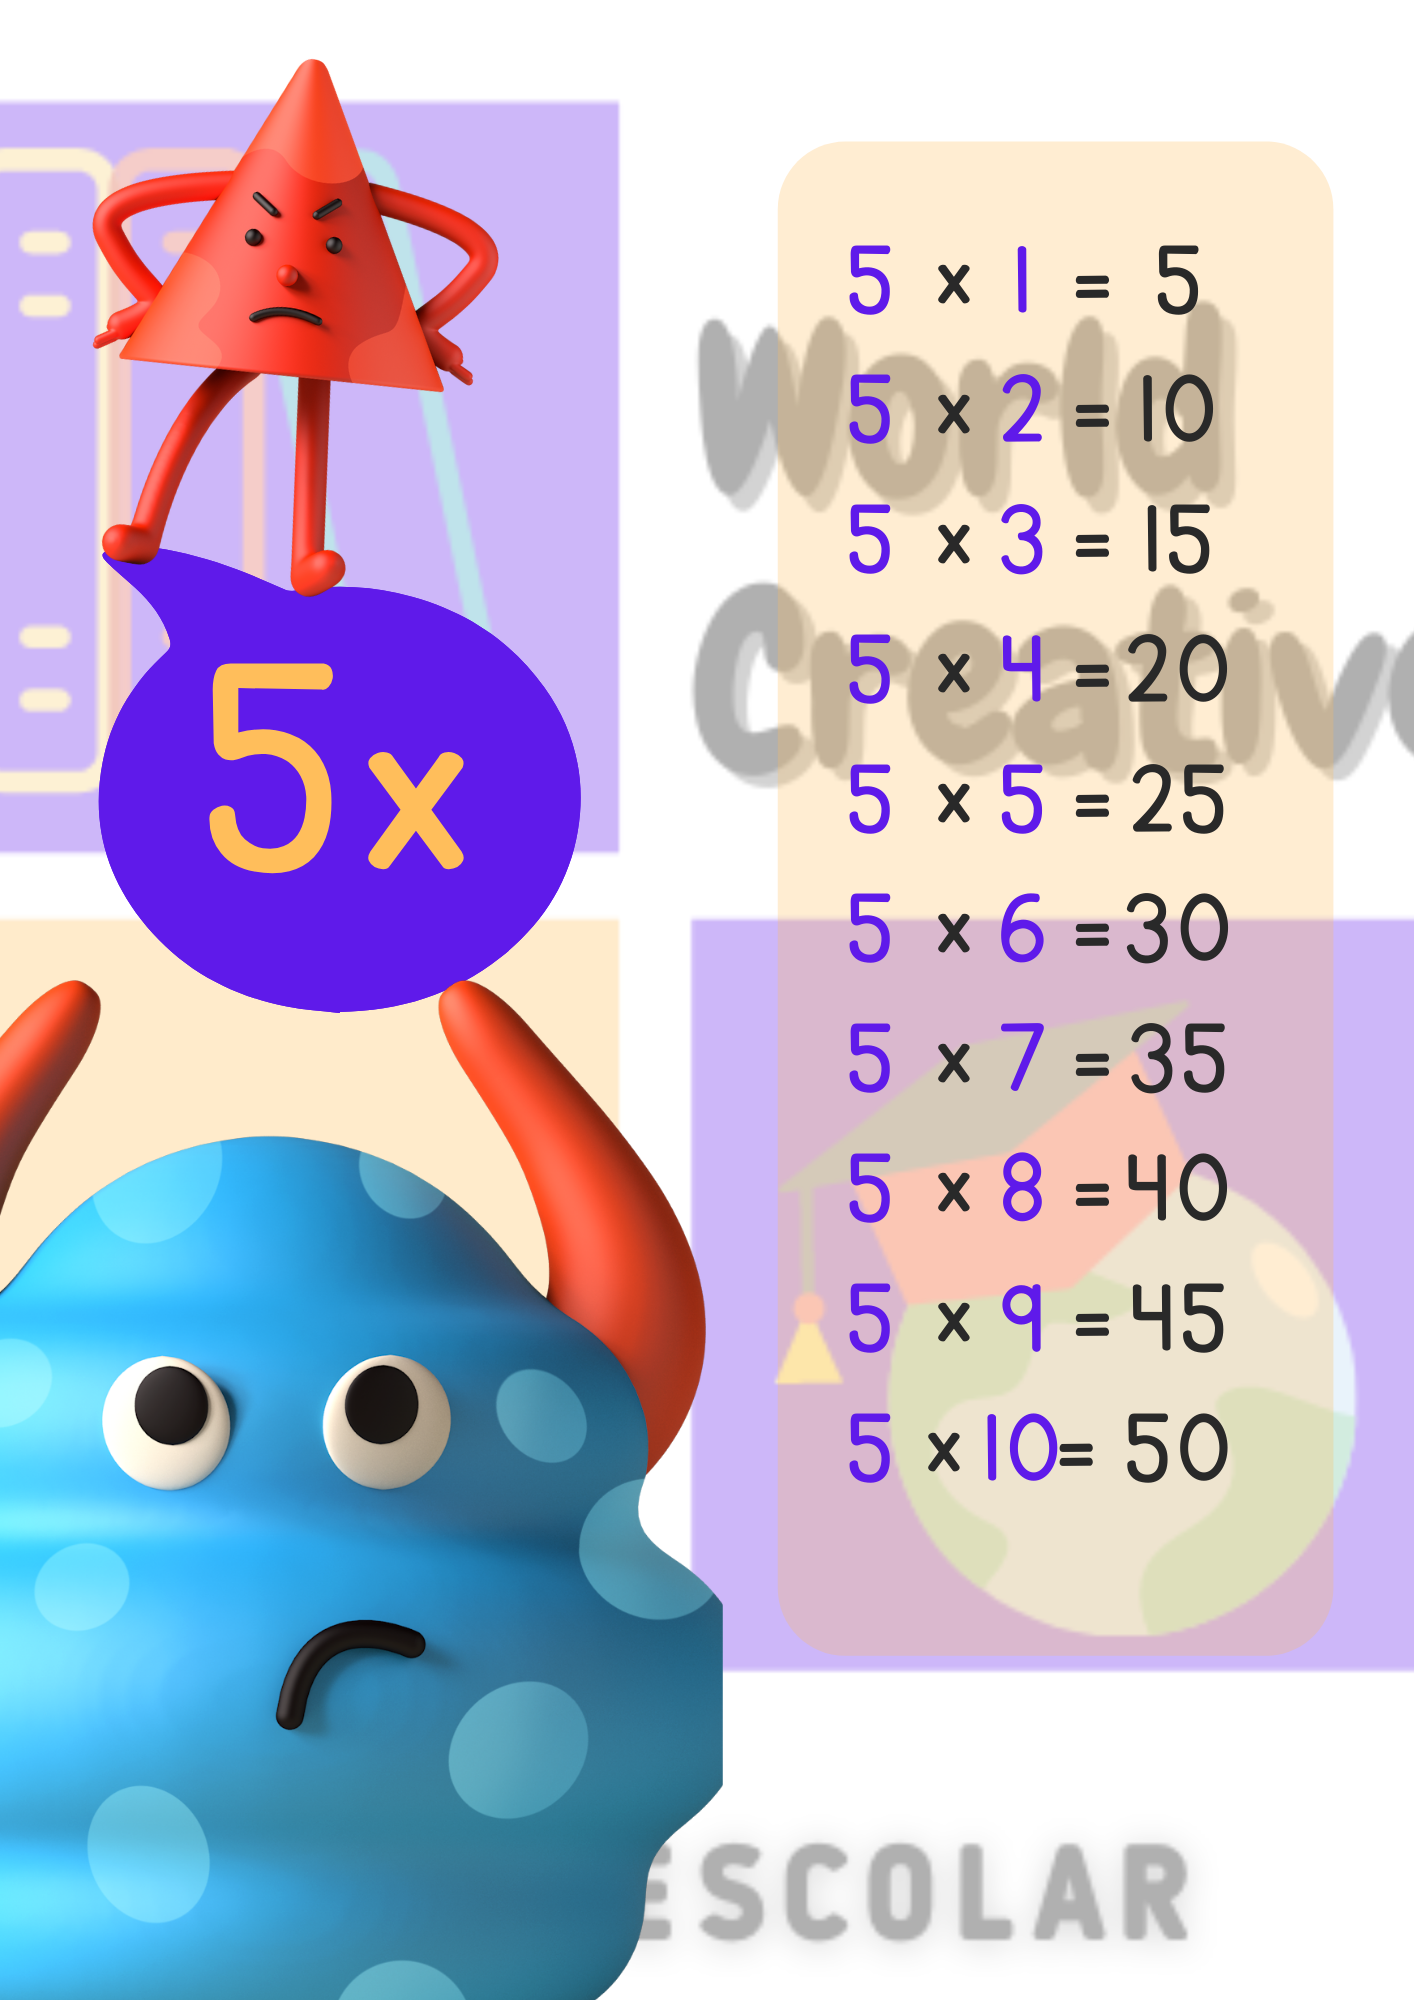 5x
5 x 1 = 5
5 x 2 = 10
5 x 3 = 15
5 x 4 = 20
5 x 5 = 25
5 x 6 = 30
5 x 7 = 35
5 x 8 = 40
5 x 9 = 45
5 x 10 = 50
World
Creative
ESCOLAR